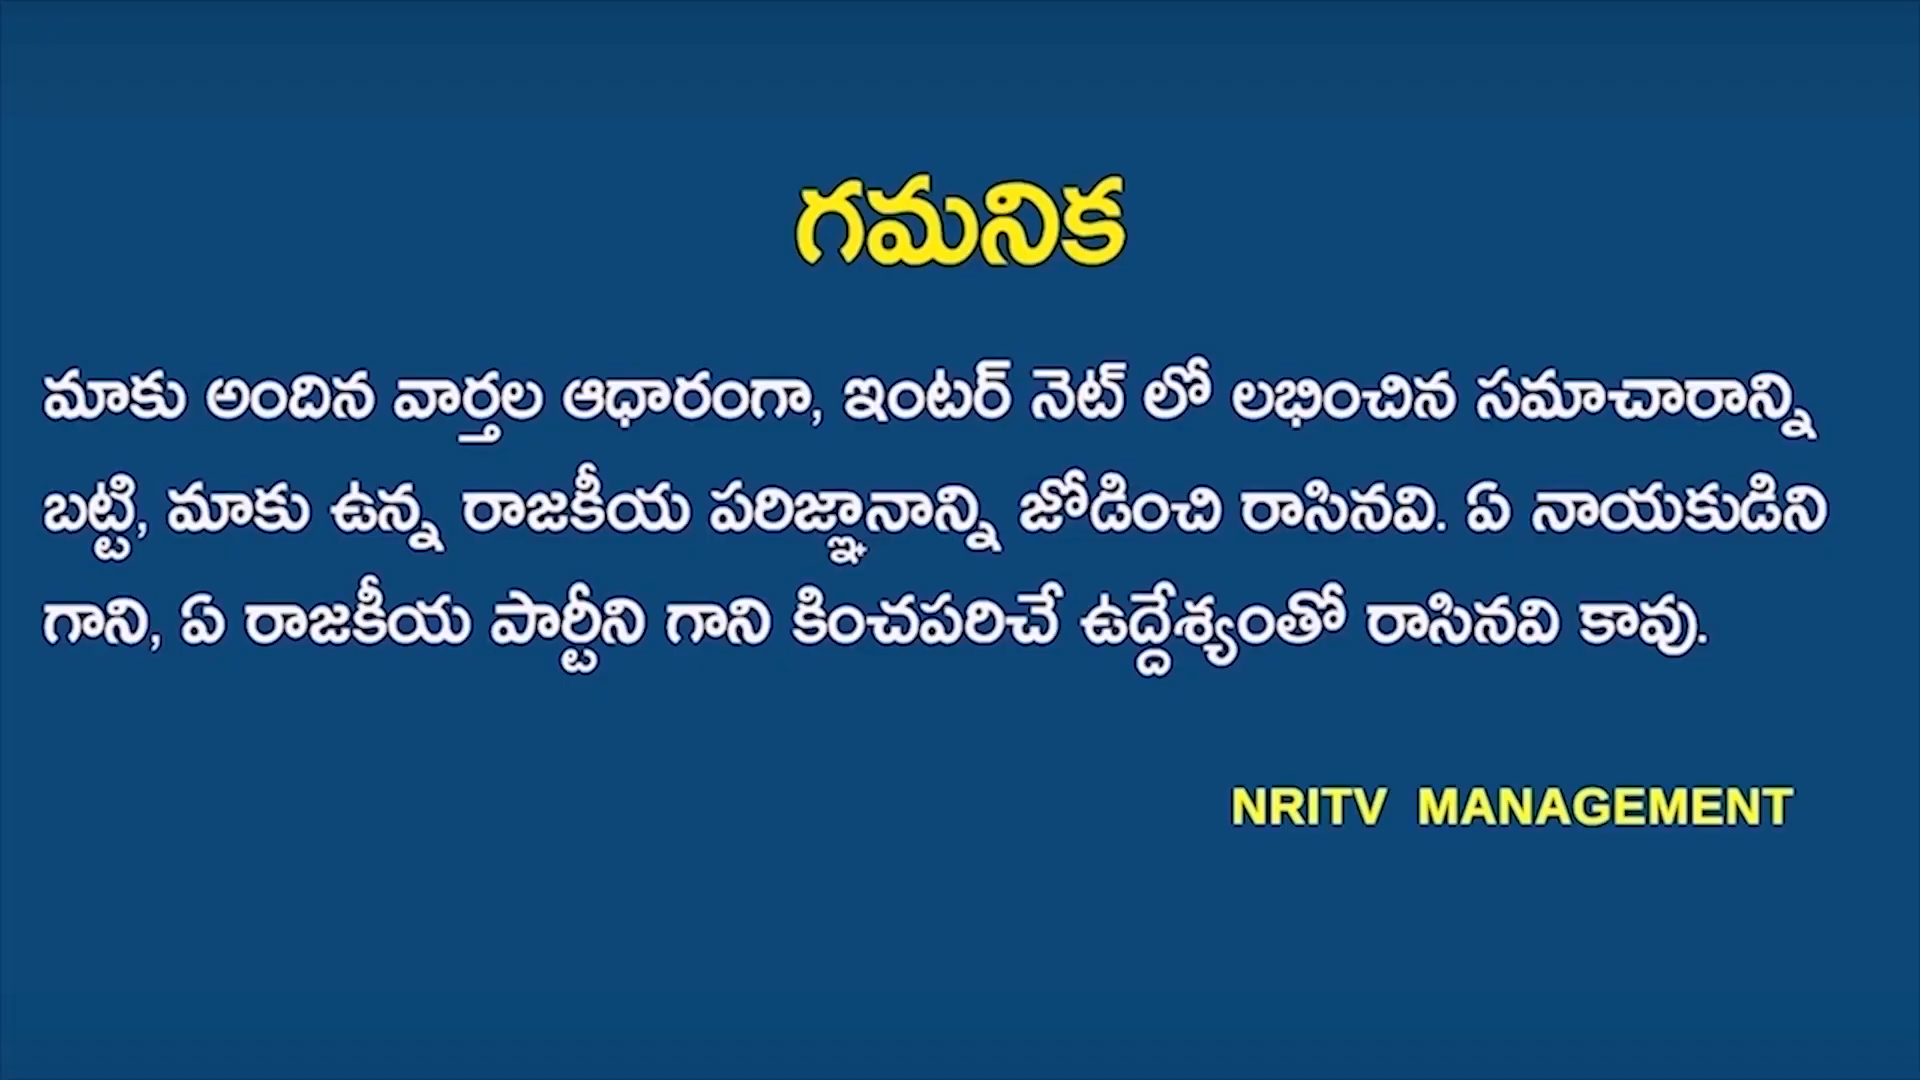 గమనిక
మాకు అందిన వార్తల ఆధారంగా, ఇంటర్ నెట్ లో లభించిన సమాచారాన్ని
బట్టి, మాకు ఉన్న రాజకీయ పరిజ్ఞానాన్ని జోడించి రాసినవి. ఏ నాయకుడిని
గాని, ఏ రాజకీయ పార్టీని గాని కించపరిచే ఉద్దేశ్యంతో రాసినవి కావు.
NRITV MANAGEMENT